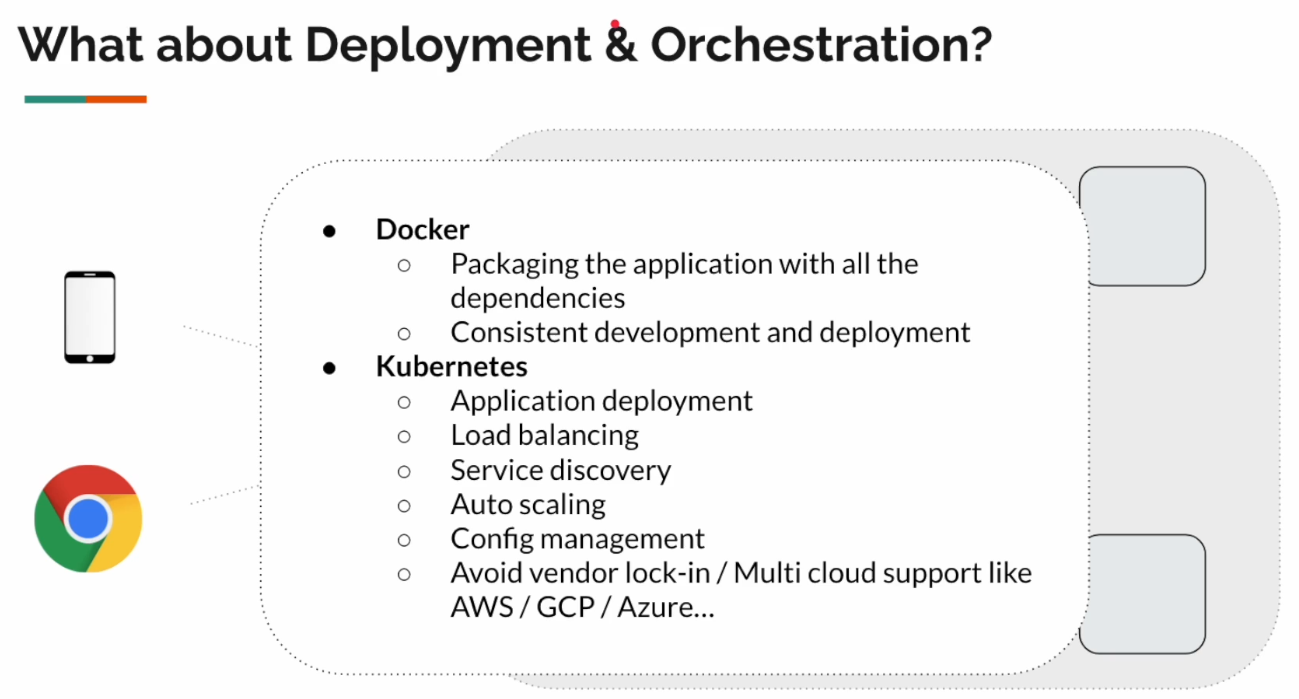 What about Deployment & Orchestration?
● Docker
○ Packaging the application with all the
dependencies
○ Consistent development and deployment
● Kubernetes
○ Application deployment
○ Load balancing
○ Service discovery
○ Auto scaling
○ Config management
○ Avoid vendor lock-in / Multi cloud support like
AWS / GCP / Azure...